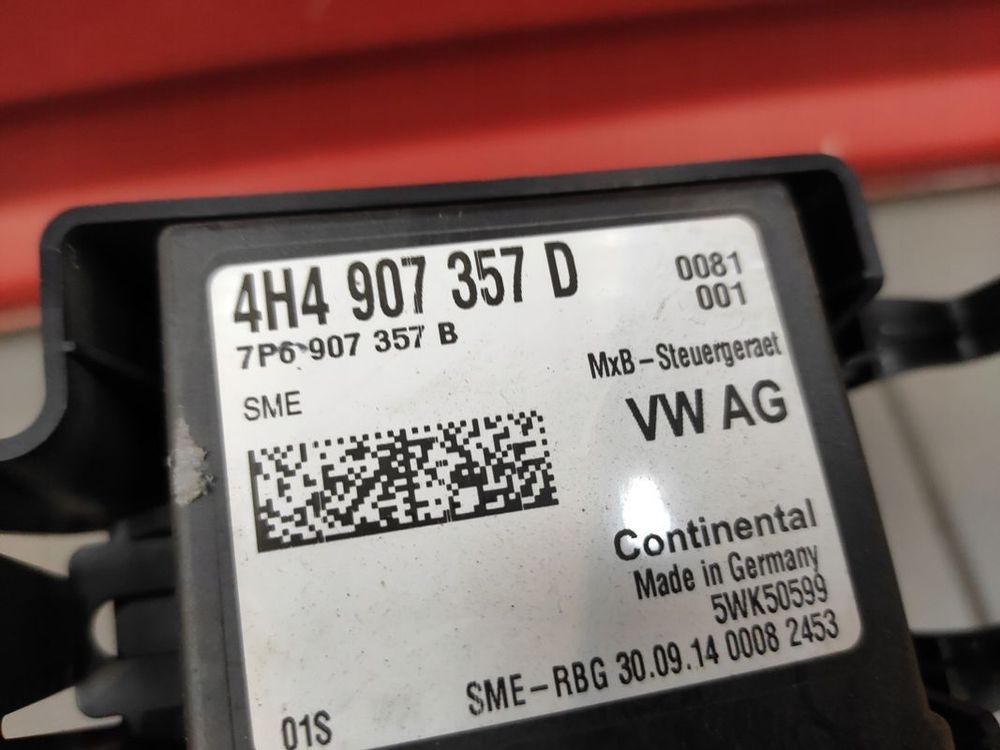 4H4 907 357 D
0081
001
7P6 907 357 B
MxB-Steuergeraet
SME
VW AG
Continental
Made in Germany
5WK50599
SME-RBG 30.09.14 0008 2453
01S